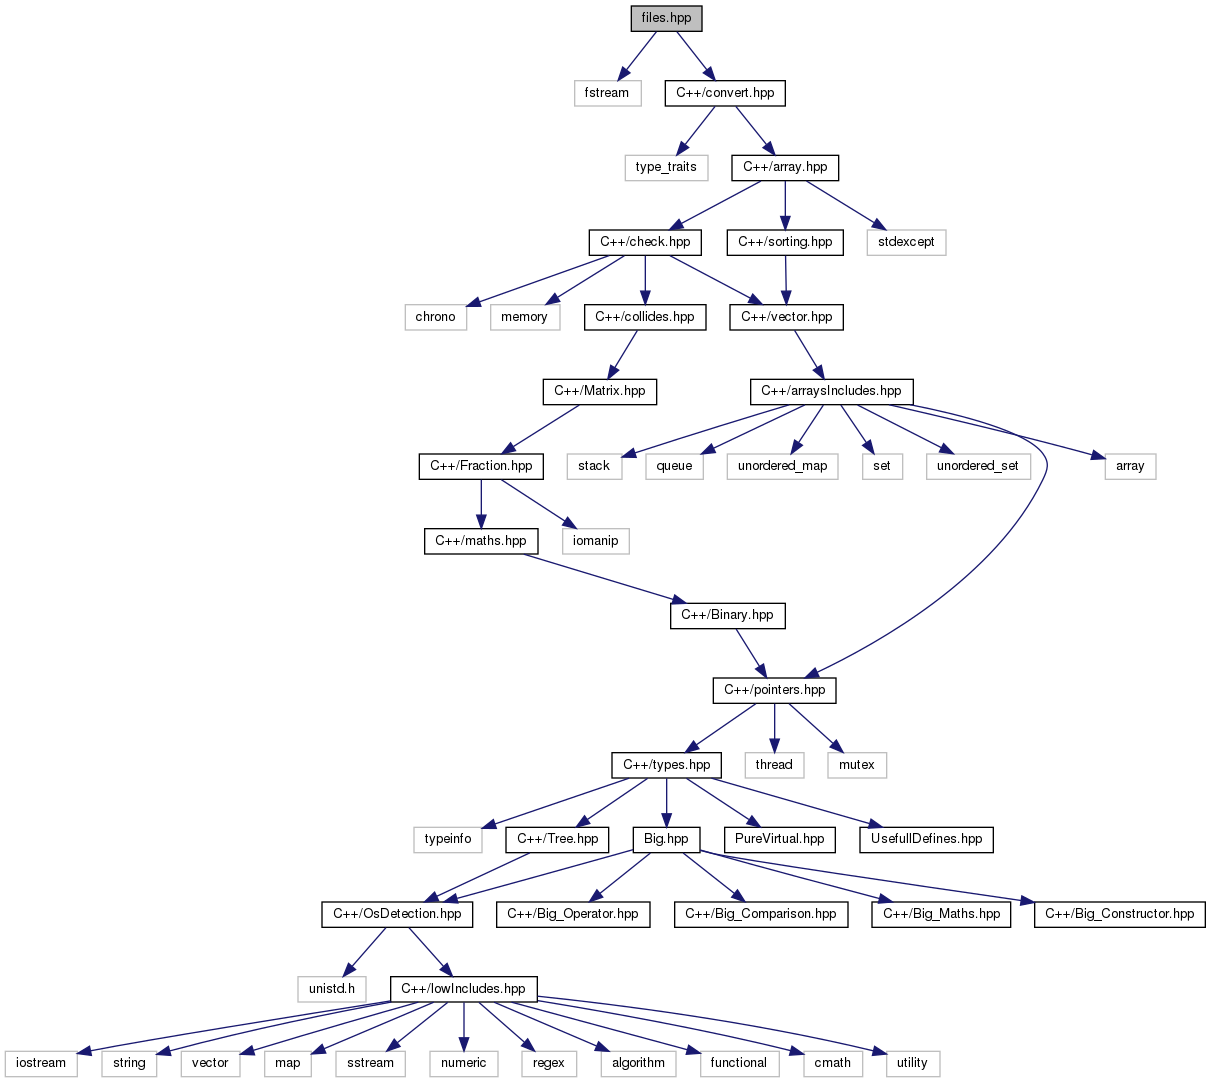 files.hpp
fstream
C++/convert.hpp
type_traits
C++/array.hpp
C++/check.hpp
C++/sorting.hpp
stdexcept
chrono
memory
C++/collides.hpp
C++/vector.hpp
C++/Matrix.hpp
C++/arraysIncludes.hpp
C++/Fraction.hpp
stack
queue
unordered_map
set
unordered_set
array
C++/maths.hpp
iomanip
C++/Binary.hpp
C++/pointers.hpp
C++/types.hpp
thread
mutex
typeinfo
C++/Tree.hpp
Big.hpp
PureVirtual.hpp
UsefullDefines.hpp
C++/OsDetection.hpp
C++/Big_Operator.hpp
C++/Big_Comparison.hpp
C++/Big_Maths.hpp
C++/Big_Constructor.hpp
unistd.h
C++/lowIncludes.hpp
iostream
string
vector
map
sstream
numeric
regex
algorithm
functional
cmath
utility